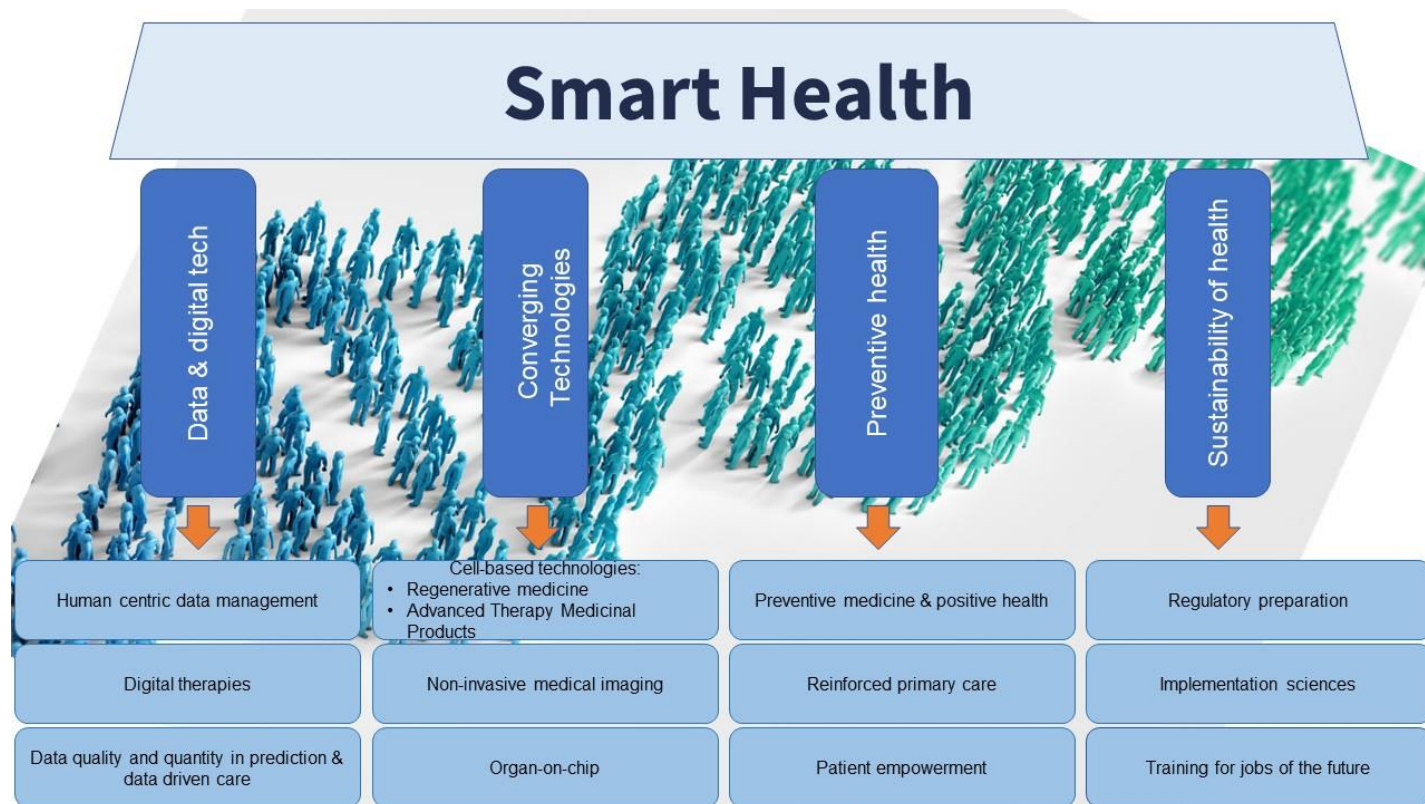 Smart Health
Data & digital tech
Converging
Technologies
Preventive health
Sustainability of health
Human centric data management
Cell-based technologies:
• Regenerative medicine
• Advanced Therapy Medicinal
Products
Preventive medicine & positive health
Regulatory preparation
Digital therapies
Non-invasive medical imaging
Reinforced primary care
Implementation sciences
Data quality and quantity in prediction &
data driven care
Organ-on-chip
Patient empowerment
Training for jobs of the future